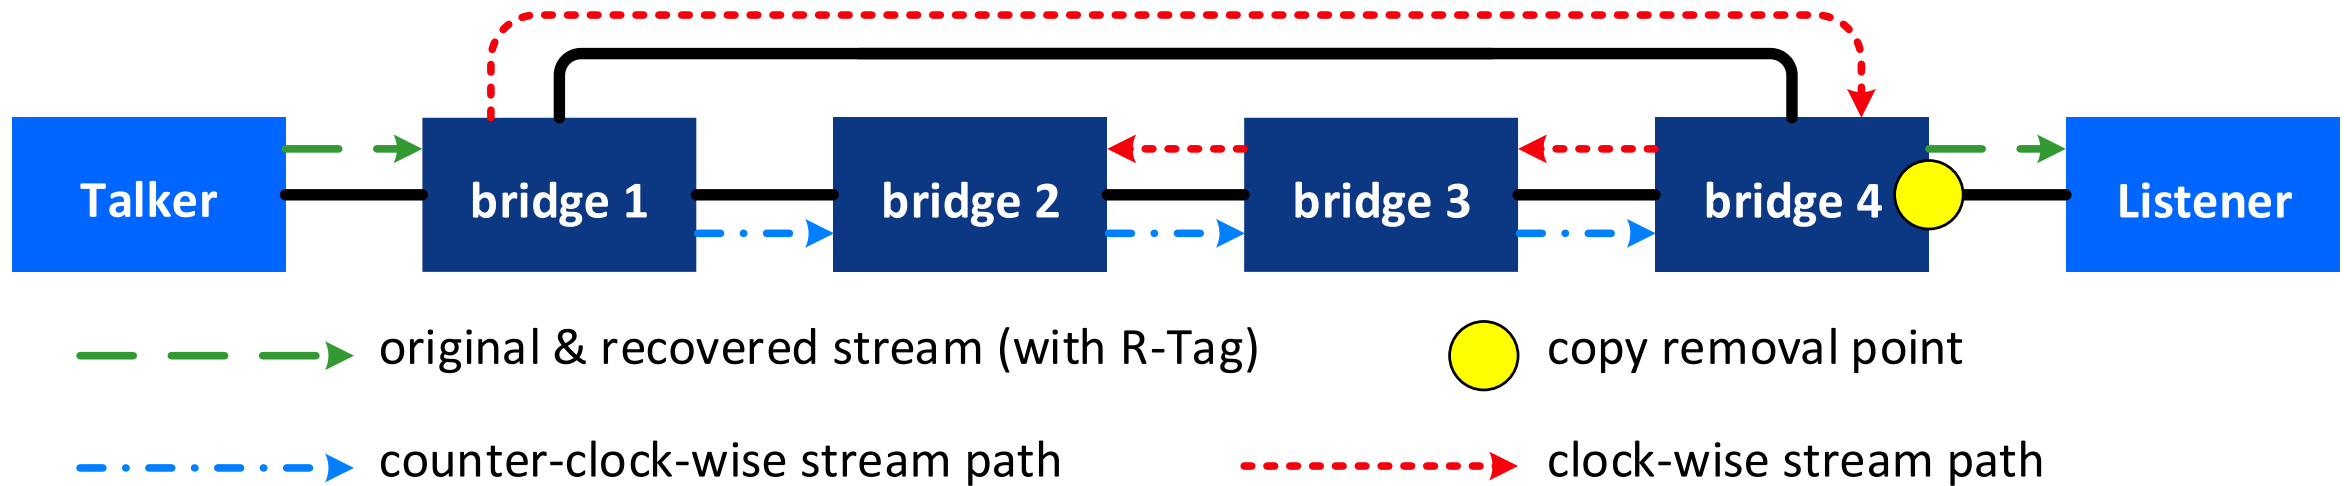 Talker
bridge 1
bridge 2
bridge 3
bridge 4
Listener
original & recovered stream (with R-Tag)
copy removal point
counter-clock-wise stream path
clock-wise stream path